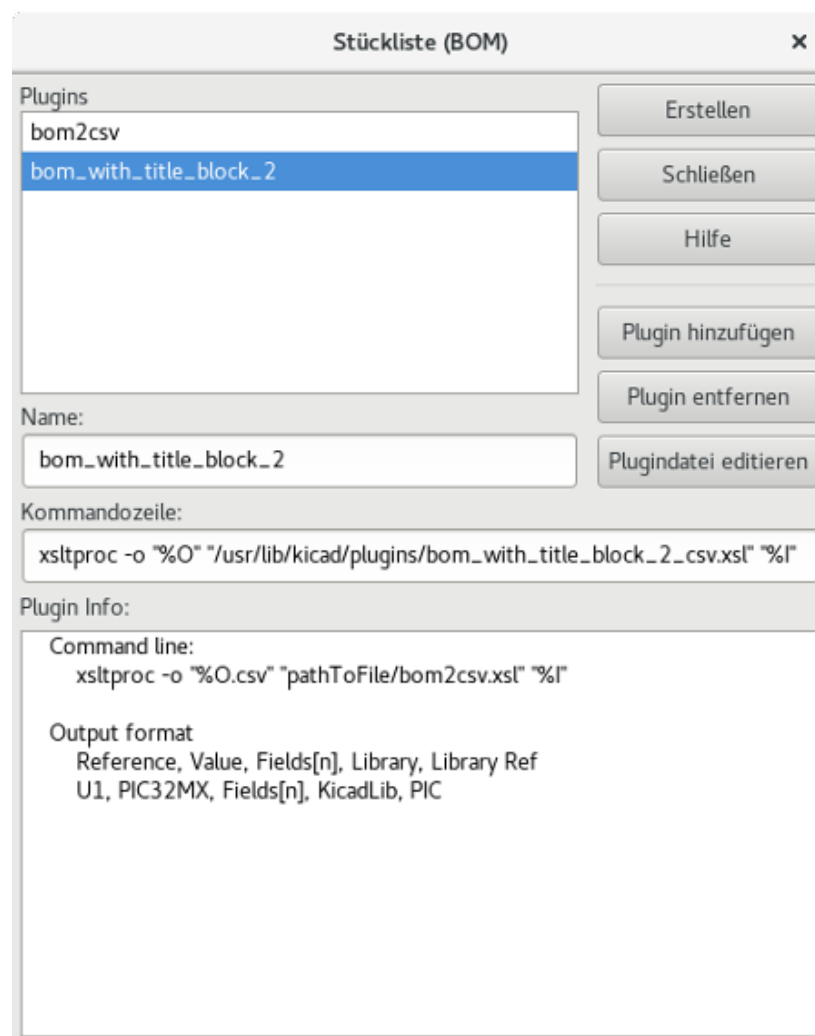 Stückliste (BOM)
Plugins
bom2csv
bom_with_title_block_2
Erstellen
Schließen
Hilfe
Plugin hinzufügen
Plugin entfernen
Plugindatei editieren
Name:
bom_with_title_block_2
Kommandozeile:
xsltproc -o "%O" "/usr/lib/kicad/plugins/bom_with_title_block_2_csv.xsl" "%I"
Plugin Info:
Command line:
xsltproc -o "%O.csv" "pathToFile/bom2csv.xsl" "%I"
Output format
Reference, Value, Fields[n], Library, Library Ref
U1, PIC32MX, Fields[n], KicadLib, PIC